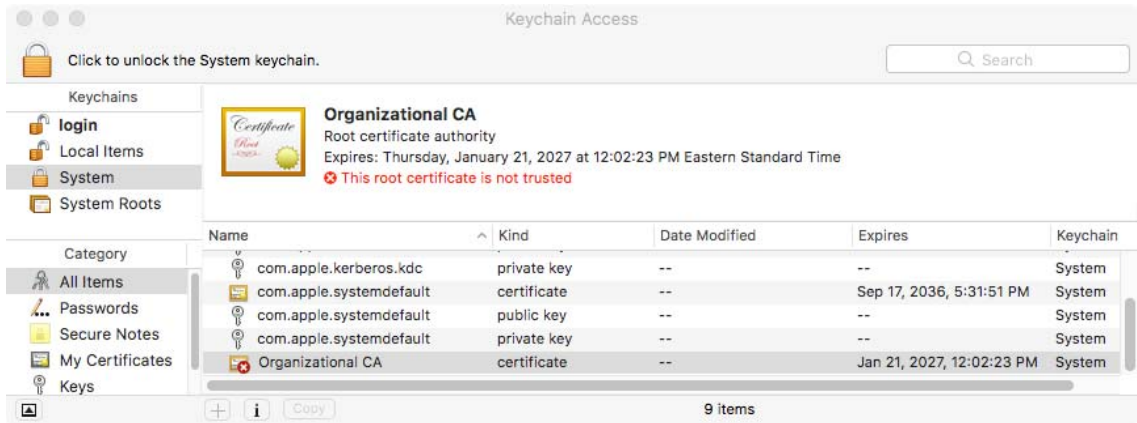 Keychain Access
Click to unlock the System keychain.
Search
Keychains
login
Local Items
System
System Roots
Category
All Items
Passwords
Secure Notes
My Certificates
Keys
Certificate
Root
Organizational CA
Root certificate authority
Expires: Thursday, January 21, 2027 at 12:02:23 PM Eastern Standard Time
This root certificate is not trusted
Name Kind Date Modified Expires Keychain
com.apple.kerberos.kdc private key -- -- System
com.apple.systemdefault certificate -- Sep 17, 2036, 5:31:51 PM System
com.apple.systemdefault public key -- -- System
com.apple.systemdefault private key -- -- System
Organizational CA certificate -- Jan 21, 2027, 12:02:23 PM System
+ i Copy 9 items